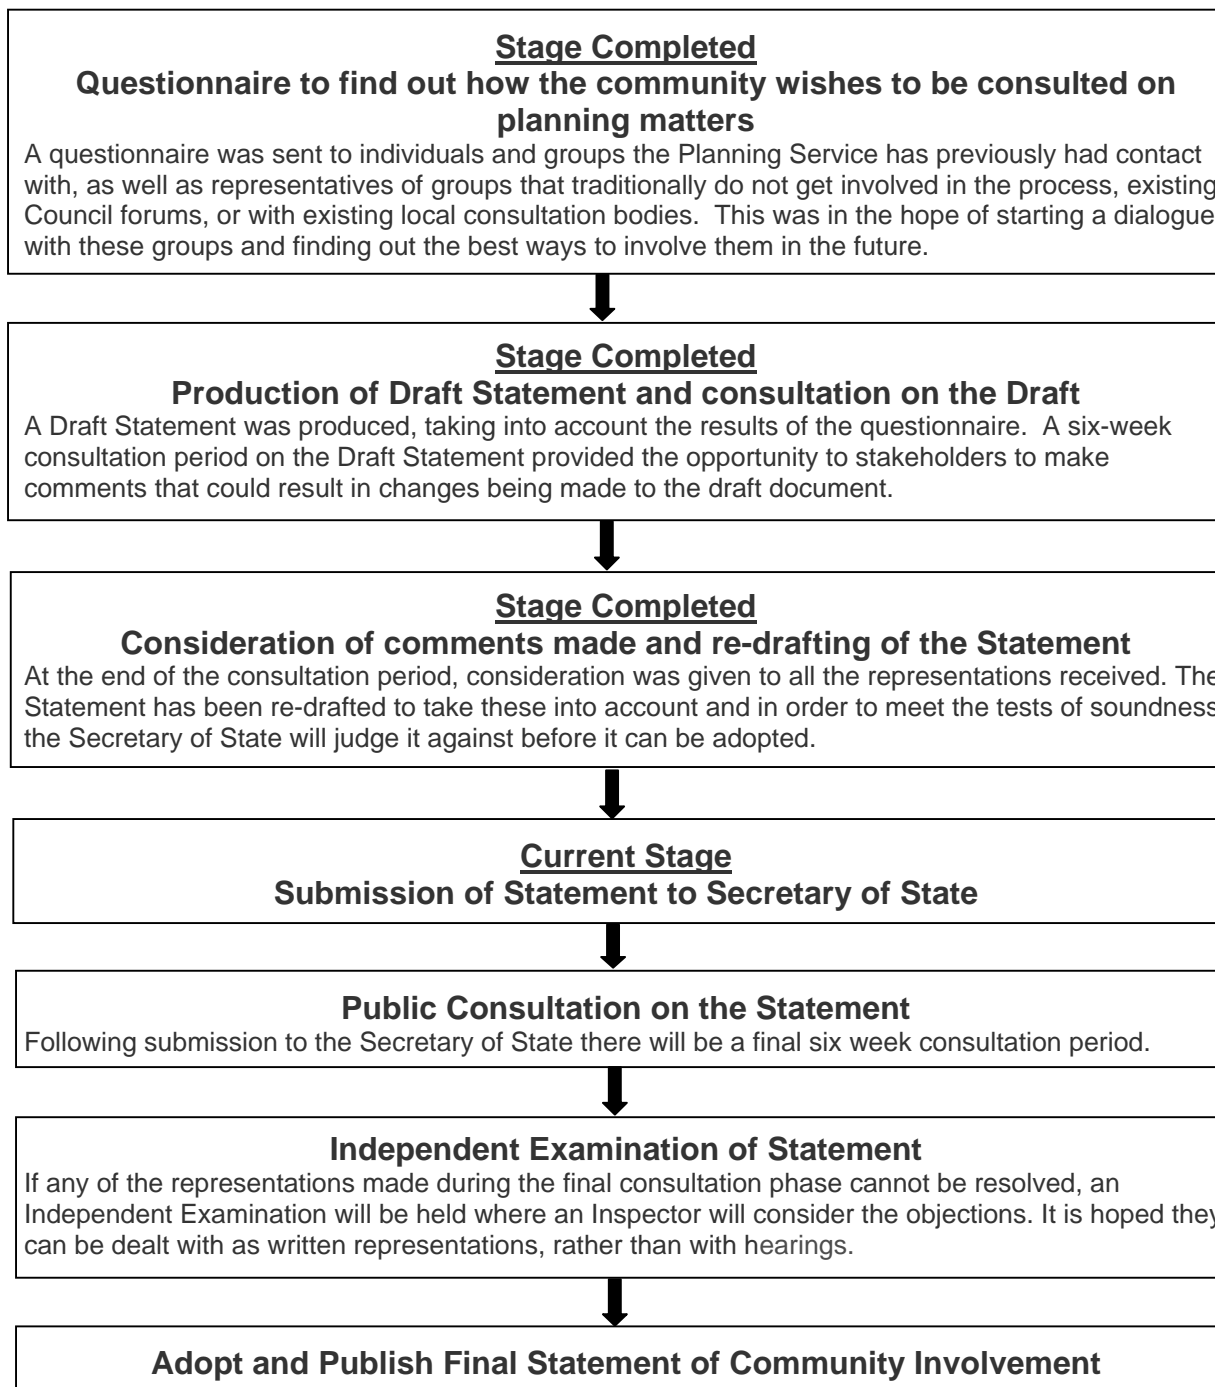 Stage Completed
Questionnaire to find out how the community wishes to be consulted on
planning matters
A questionnaire was sent to individuals and groups the Planning Service has previously had contact
with, as well as representatives of groups that traditionally do not get involved in the process, existing
Council forums, or with existing local consultation bodies.  This was in the hope of starting a dialogue
with these groups and finding out the best ways to involve them in the future.
Stage Completed
Production of Draft Statement and consultation on the Draft
A Draft Statement was produced, taking into account the results of the questionnaire.  A six-week
consultation period on the Draft Statement provided the opportunity to stakeholders to make
comments that could result in changes being made to the draft document.
Stage Completed
Consideration of comments made and re-drafting of the Statement
At the end of the consultation period, consideration was given to all the representations received. The
Statement has been re-drafted to take these into account and in order to meet the tests of soundness
the Secretary of State will judge it against before it can be adopted.
Current Stage
Submission of Statement to Secretary of State
Public Consultation on the Statement
Following submission to the Secretary of State there will be a final six week consultation period.
Independent Examination of Statement
If any of the representations made during the final consultation phase cannot be resolved, an
Independent Examination will be held where an Inspector will consider the objections. It is hoped they
can be dealt with as written representations, rather than with hearings.
Adopt and Publish Final Statement of Community Involvement